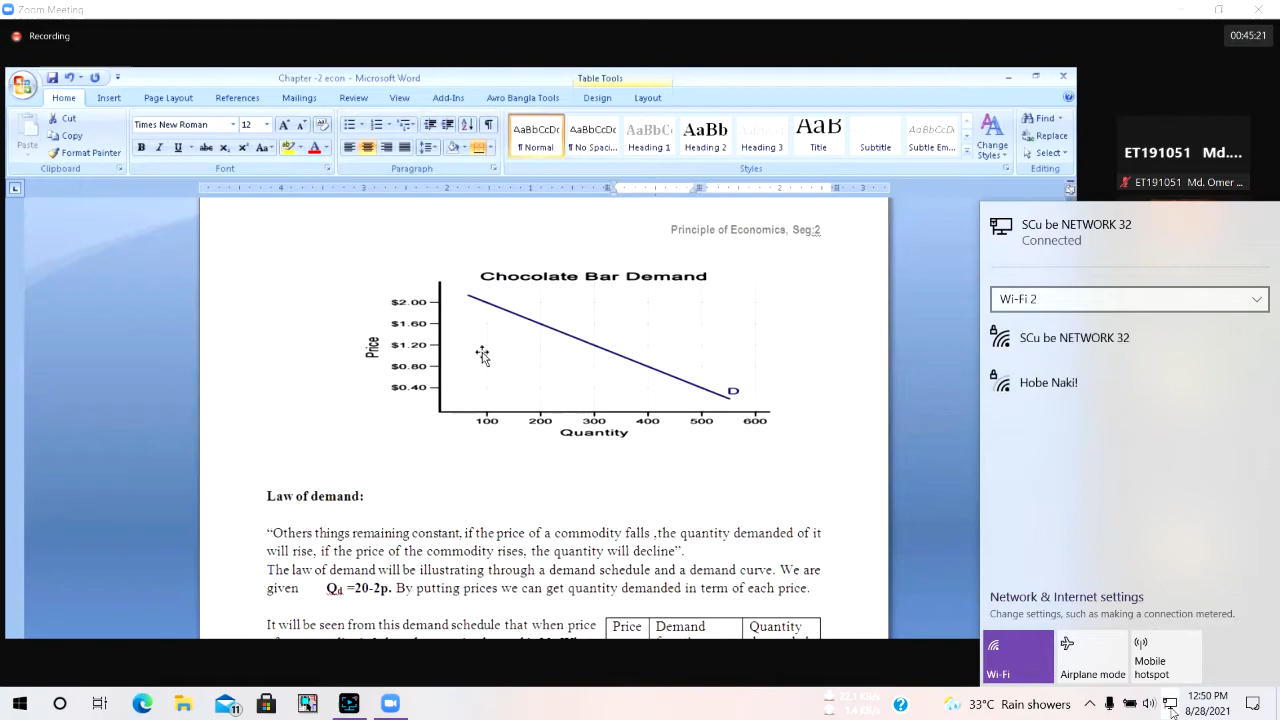 Zoom Meeting
Recording
00:45:21
Chapter -2 econ - Microsoft Word
Table Tools
Home
Insert
Page Layout
References
Mailings
Review
View
Add-Ins
Avro Bangla Tools
Design
Layout
Paste
Cut
Copy
Format Painter
Clipboard
Times New Roman
12
Font
Paragraph
AaBbCcDc
¶ Normal
AaBbCcDc
¶ No Spaci...
AaBbC
Heading 1
AaBb
Heading 2
Heading 3
AaB
Title
Subtitle
AaBbCcDc
Subtle Em...
Styles
Change
Styles
Find
Replace
Select
Editing
ET191051 Md....
ET191051 Md. Omer ...
Principle of Economics, Seg:2
Chocolate Bar Demand
Price
$2.00
$1.60
$1.20
$0.80
$0.40
D
100 200 300 400 500 600
Quantity
Law of demand:
“Others things remaining constant, if the price of a commodity falls ,the quantity demanded of it
will rise, if the price of the commodity rises, the quantity will decline”.
The law of demand will be illustrating through a demand schedule and a demand curve. We are
given Qd =20-2p. By putting prices we can get quantity demanded in term of each price.
It will be seen from this demand schedule that when price
Price
Demand
Quantity
SCu be NETWORK 32
Connected
Wi-Fi 2
SCu be NETWORK 32
Hobe Naki!
Network & Internet settings
Change settings, such as making a connection metered.
Wi-Fi
Airplane mode
Mobile
hotspot
11
22.1 KB/s
1.4 KB/s
33°C Rain showers
12:50 PM
8/28/2021